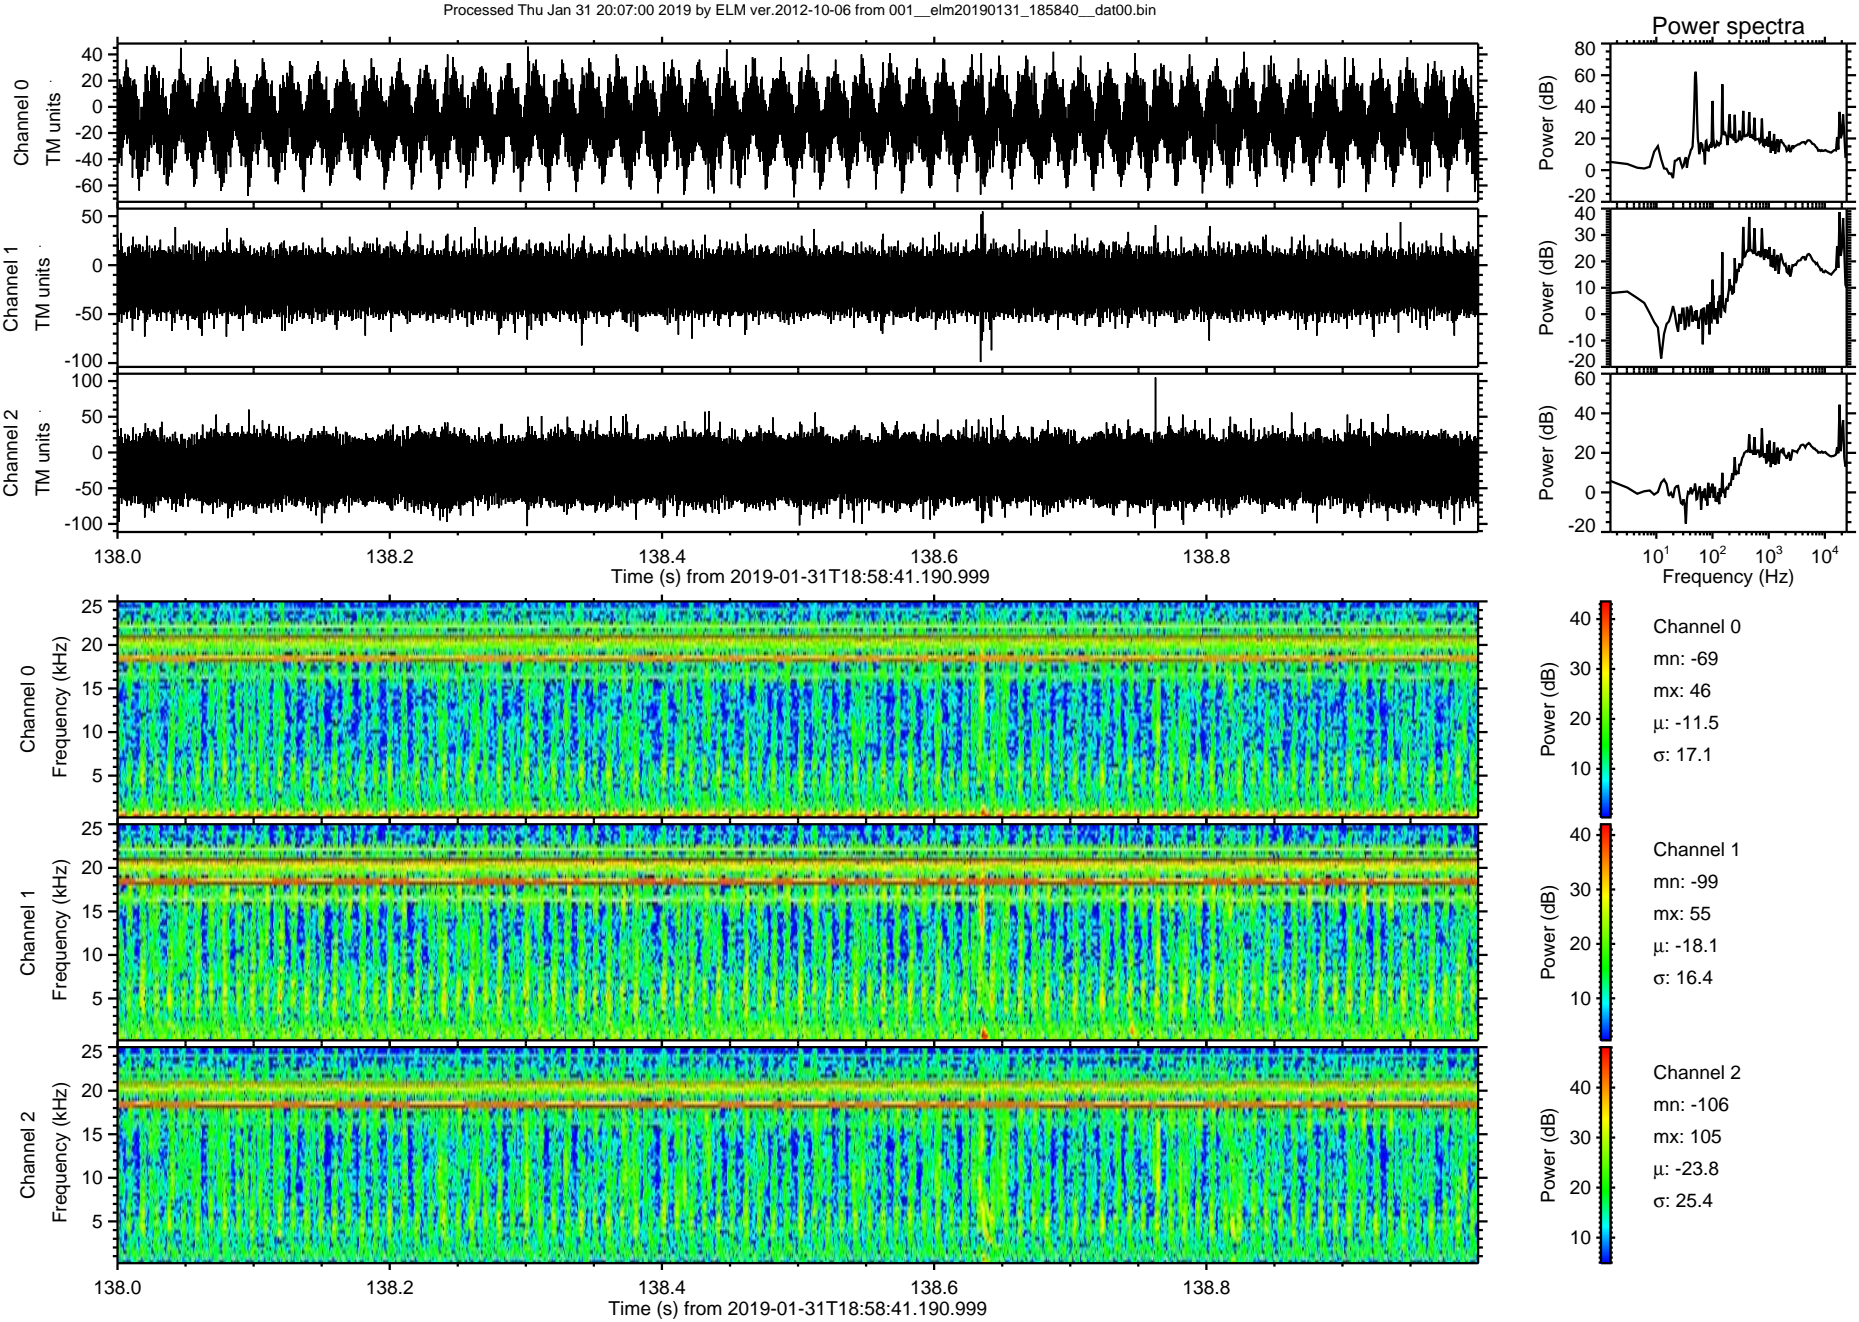 Processed Thu Jan 31 20:07:00 2019 by ELM ver.2012-10-06 from 001__elm20190131_185840__dat00.bin
Power spectra
Channel 0
TM units
40
20
0
-20
-40
-60
Power (dB)
80
60
40
20
0
-20
Channel 1
TM units
50
0
-50
-100
Power (dB)
40
30
20
10
0
-10
-20
Channel 2
TM units
100
50
0
-50
-100
Power (dB)
60
40
20
0
-20
138.0 138.2 138.4 138.6 138.8
Time (s) from 2019-01-31T18:58:41.190.999
10¹ 10² 10³ 10⁴
Frequency (Hz)
Channel 0
Frequency (kHz)
25
20
15
10
5
Power (dB)
40
30
20
10
Channel 0
mn: -69
mx: 46
μ: -11.5
σ: 17.1
Channel 1
Frequency (kHz)
25
20
15
10
5
Power (dB)
40
30
20
10
Channel 1
mn: -99
mx: 55
μ: -18.1
σ: 16.4
Channel 2
Frequency (kHz)
25
20
15
10
5
Power (dB)
40
30
20
10
Channel 2
mn: -106
mx: 105
μ: -23.8
σ: 25.4
138.0 138.2 138.4 138.6 138.8
Time (s) from 2019-01-31T18:58:41.190.999